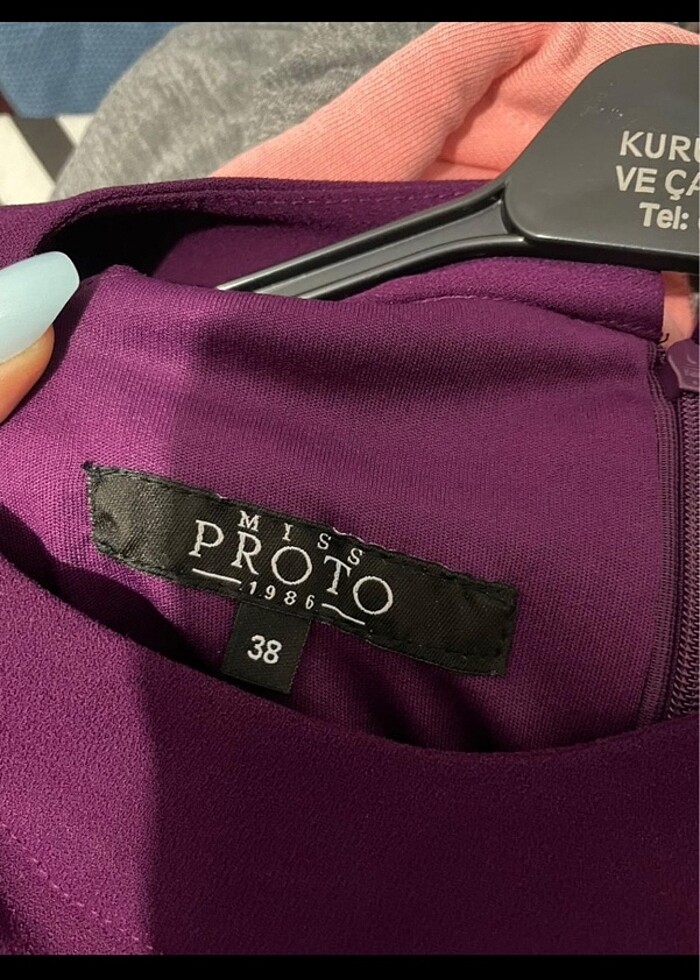 KURU
VE ÇA
Tel:
MISS
PROTO
1986
38